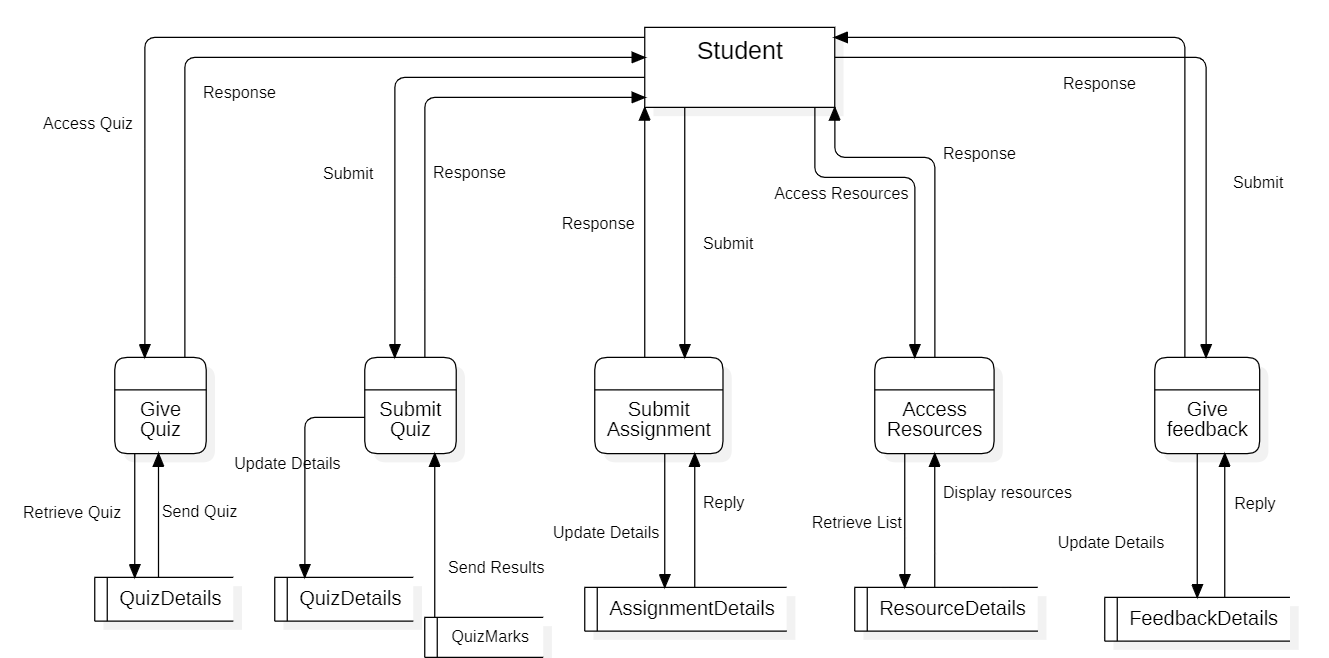 Student
Response
Response
Access Quiz
Response
Submit
Response
Submit
Access Resources
Response
Submit
Give
Quiz
Submit
Quiz
Submit
Assignment
Access
Resources
Give
feedback
Update Details
Display resources
Retrieve Quiz
Send Quiz
Reply
Reply
Retrieve List
Update Details
Update Details
Send Results
QuizDetails
QuizDetails
AssignmentDetails
ResourceDetails
FeedbackDetails
QuizMarks